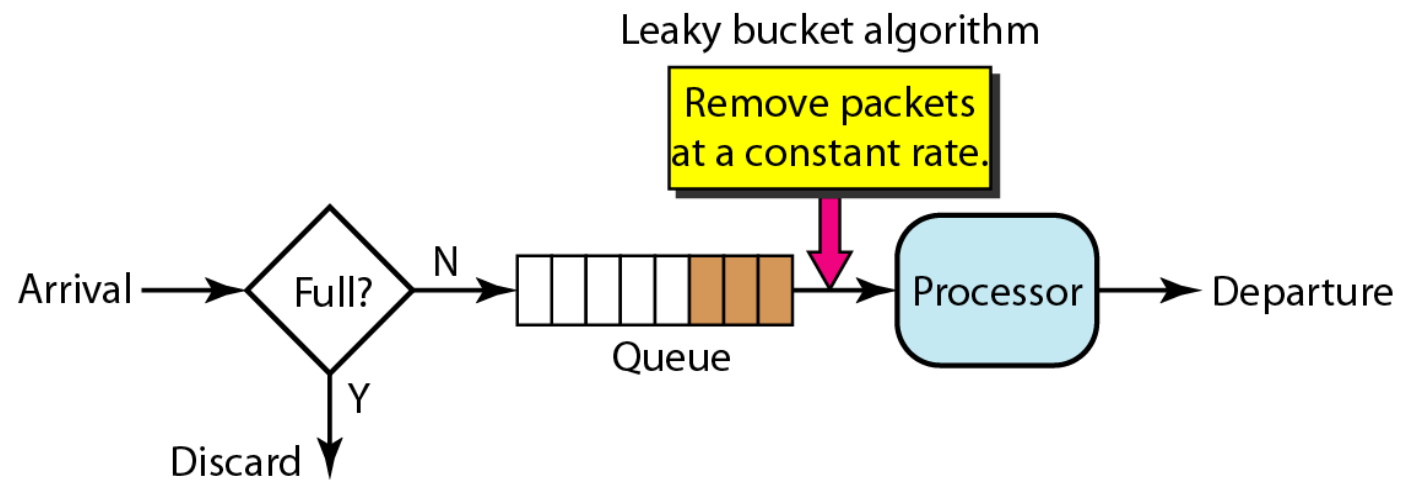 Leaky bucket algorithm
Remove packets
at a constant rate.
Arrival
Full?
N
Y
Discard
Queue
Processor
Departure